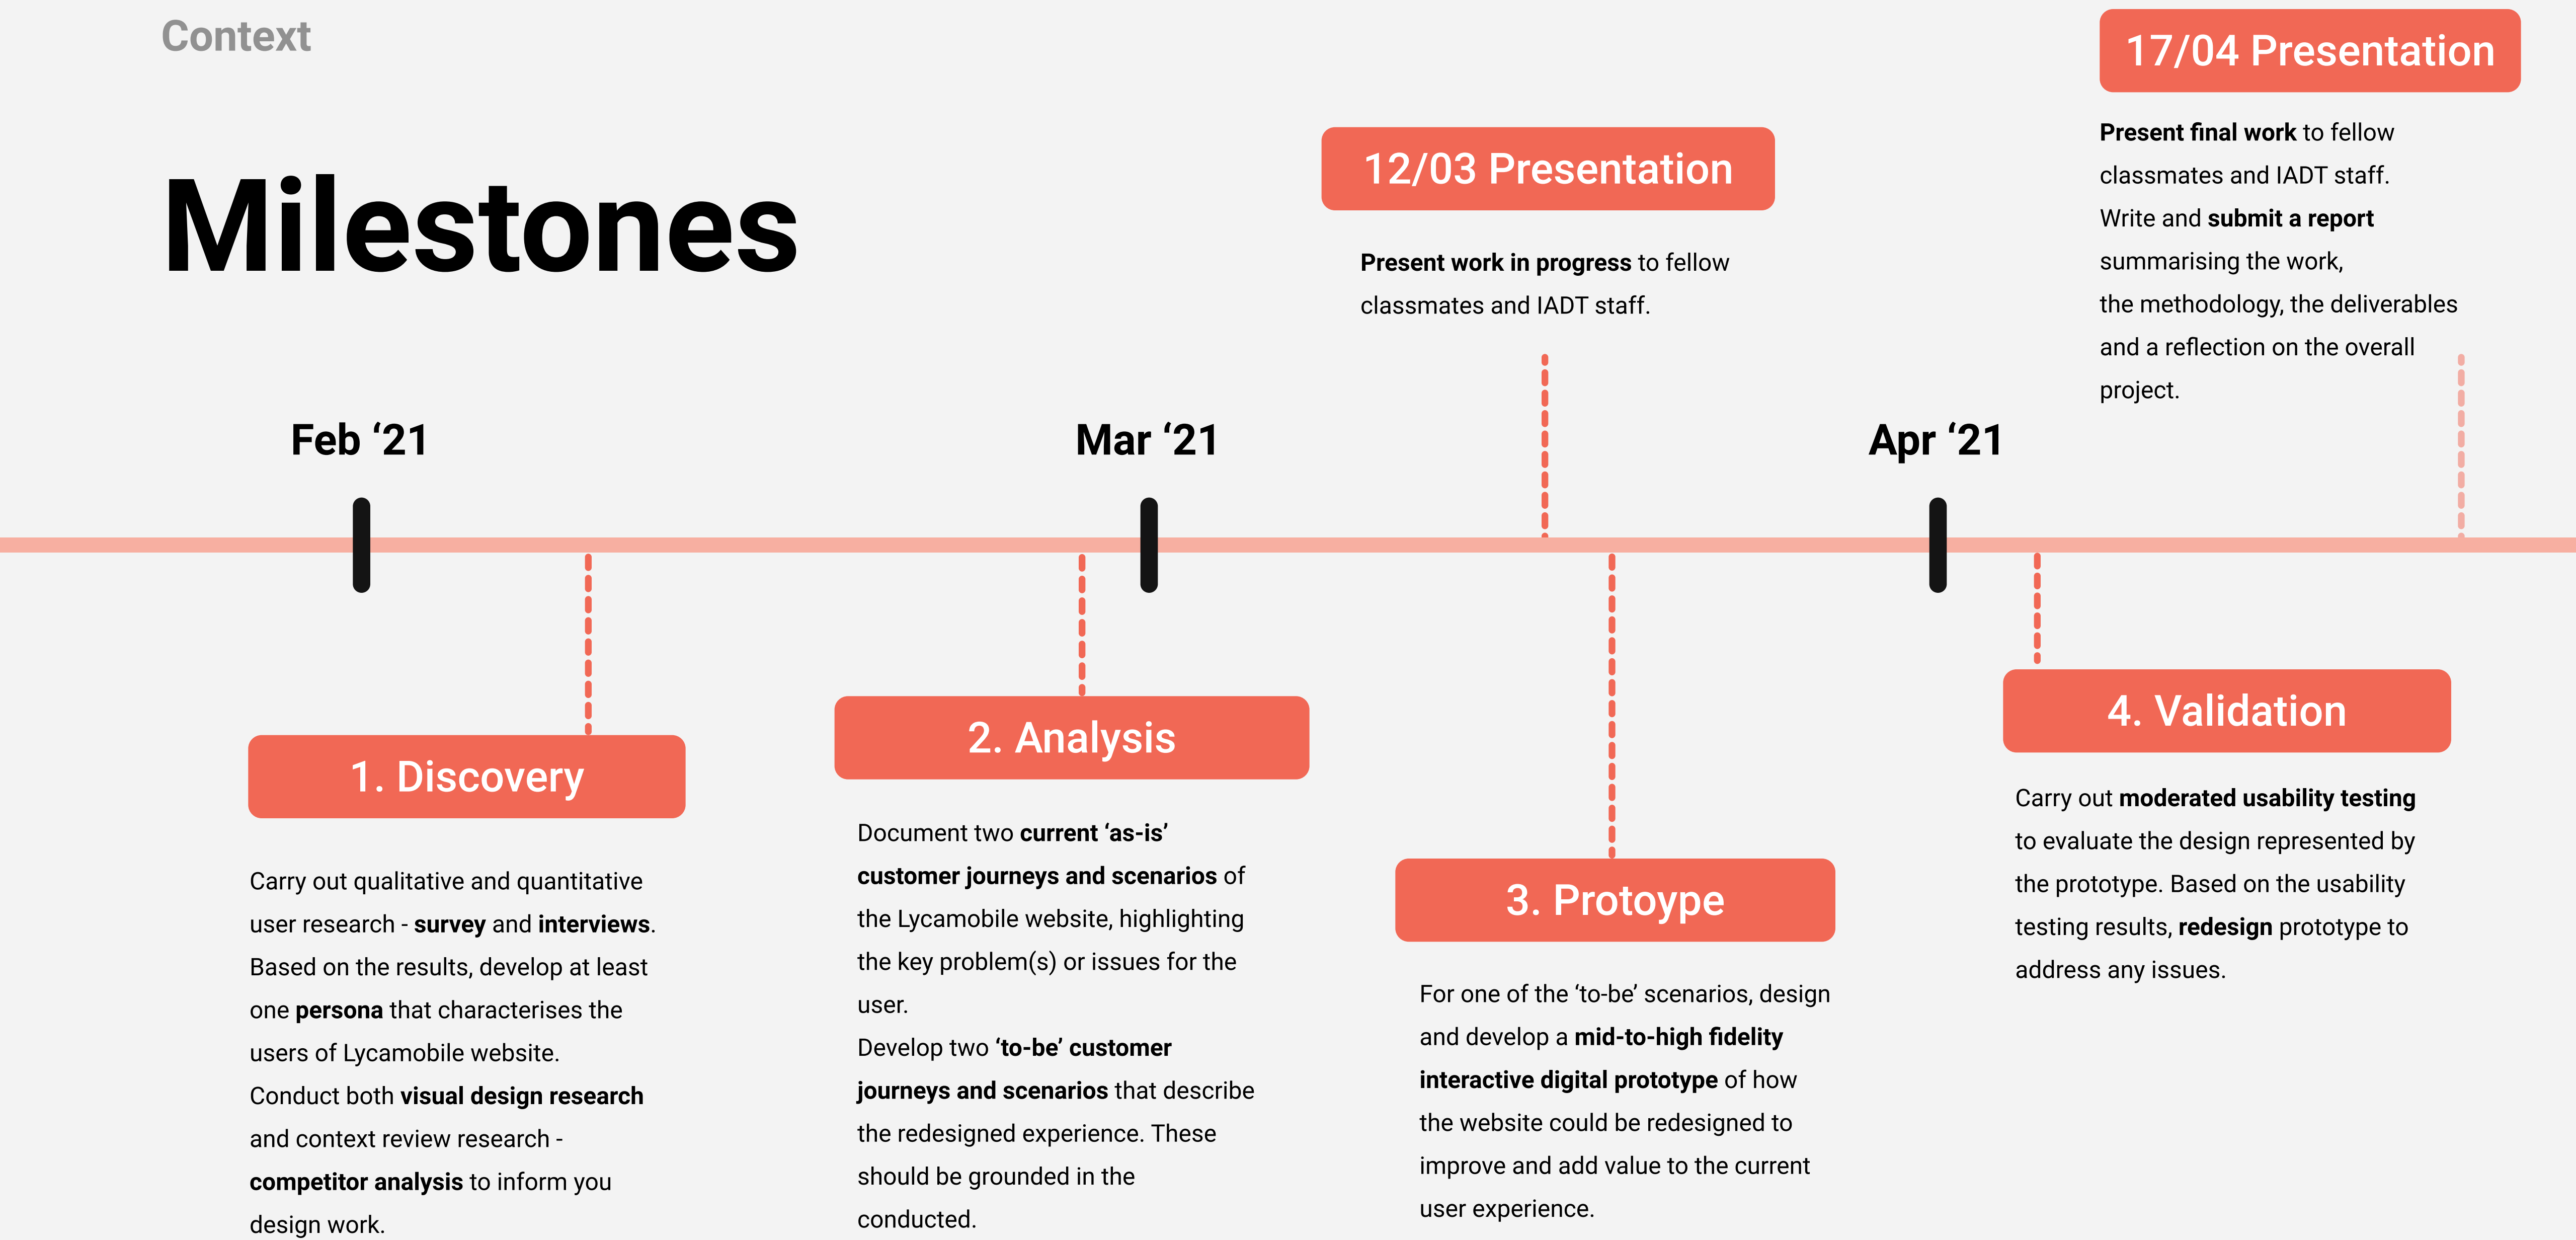 Context
Milestones
12/03 Presentation
Present work in progress to fellow
classmates and IADT staff.
17/04 Presentation
Present final work to fellow
classmates and IADT staff.
Write and submit a report
summarising the work,
the methodology, the deliverables
and a reflection on the overall
project.
Feb ‘21
Mar ‘21
Apr ‘21
1. Discovery
Carry out qualitative and quantitative
user research - survey and interviews.
Based on the results, develop at least
one persona that characterises the
users of Lycamobile website.
Conduct both visual design research
and context review research -
competitor analysis to inform you
design work.
2. Analysis
Document two current ‘as-is’
customer journeys and scenarios of
the Lycamobile website, highlighting
the key problem(s) or issues for the
user.
Develop two ‘to-be’ customer
journeys and scenarios that describe
the redesigned experience. These
should be grounded in the
conducted.
3. Protoype
For one of the ‘to-be’ scenarios, design
and develop a mid-to-high fidelity
interactive digital prototype of how
the website could be redesigned to
improve and add value to the current
user experience.
4. Validation
Carry out moderated usability testing
to evaluate the design represented by
the prototype. Based on the usability
testing results, redesign prototype to
address any issues.